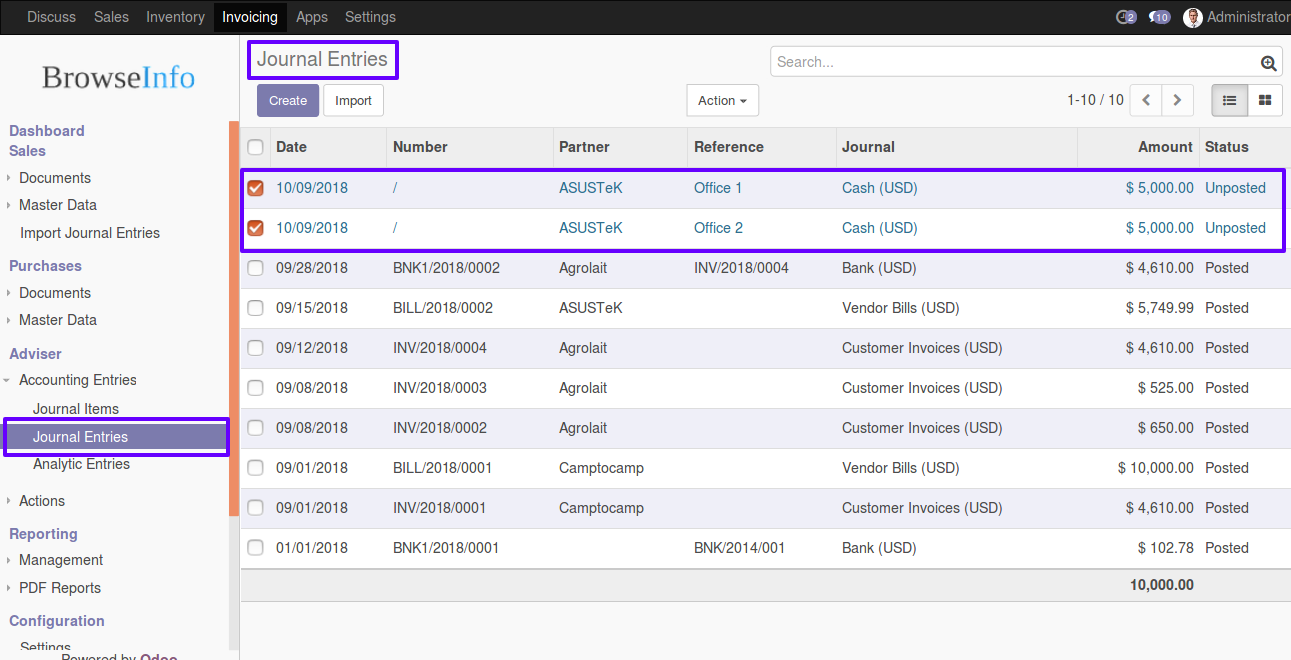 Discuss Sales Inventory Invoicing Apps Settings 2 10 Administrator
BrowseInfo
Dashboard
Sales
Documents
Master Data
Import Journal Entries
Purchases
Documents
Master Data
Adviser
Accounting Entries
Journal Items
Journal Entries
Analytic Entries
Actions
Reporting
Management
PDF Reports
Configuration
Settings
Powered by Odoo
Journal Entries
Search...
Create Import Action 1-10 / 10
Date Number Partner Reference Journal Amount Status
10/09/2018 / ASUSTeK Office 1 Cash (USD) $ 5,000.00 Unposted
10/09/2018 / ASUSTeK Office 2 Cash (USD) $ 5,000.00 Unposted
09/28/2018 BNK1/2018/0002 Agrolait INV/2018/0004 Bank (USD) $ 4,610.00 Posted
09/15/2018 BILL/2018/0002 ASUSTeK Vendor Bills (USD) $ 5,749.99 Posted
09/12/2018 INV/2018/0004 Agrolait Customer Invoices (USD) $ 4,610.00 Posted
09/08/2018 INV/2018/0003 Agrolait Customer Invoices (USD) $ 525.00 Posted
09/08/2018 INV/2018/0002 Agrolait Customer Invoices (USD) $ 650.00 Posted
09/01/2018 BILL/2018/0001 Camptocamp Vendor Bills (USD) $ 10,000.00 Posted
09/01/2018 INV/2018/0001 Camptocamp Customer Invoices (USD) $ 4,610.00 Posted
01/01/2018 BNK1/2018/0001 BNK/2014/001 Bank (USD) $ 102.78 Posted
10,000.00